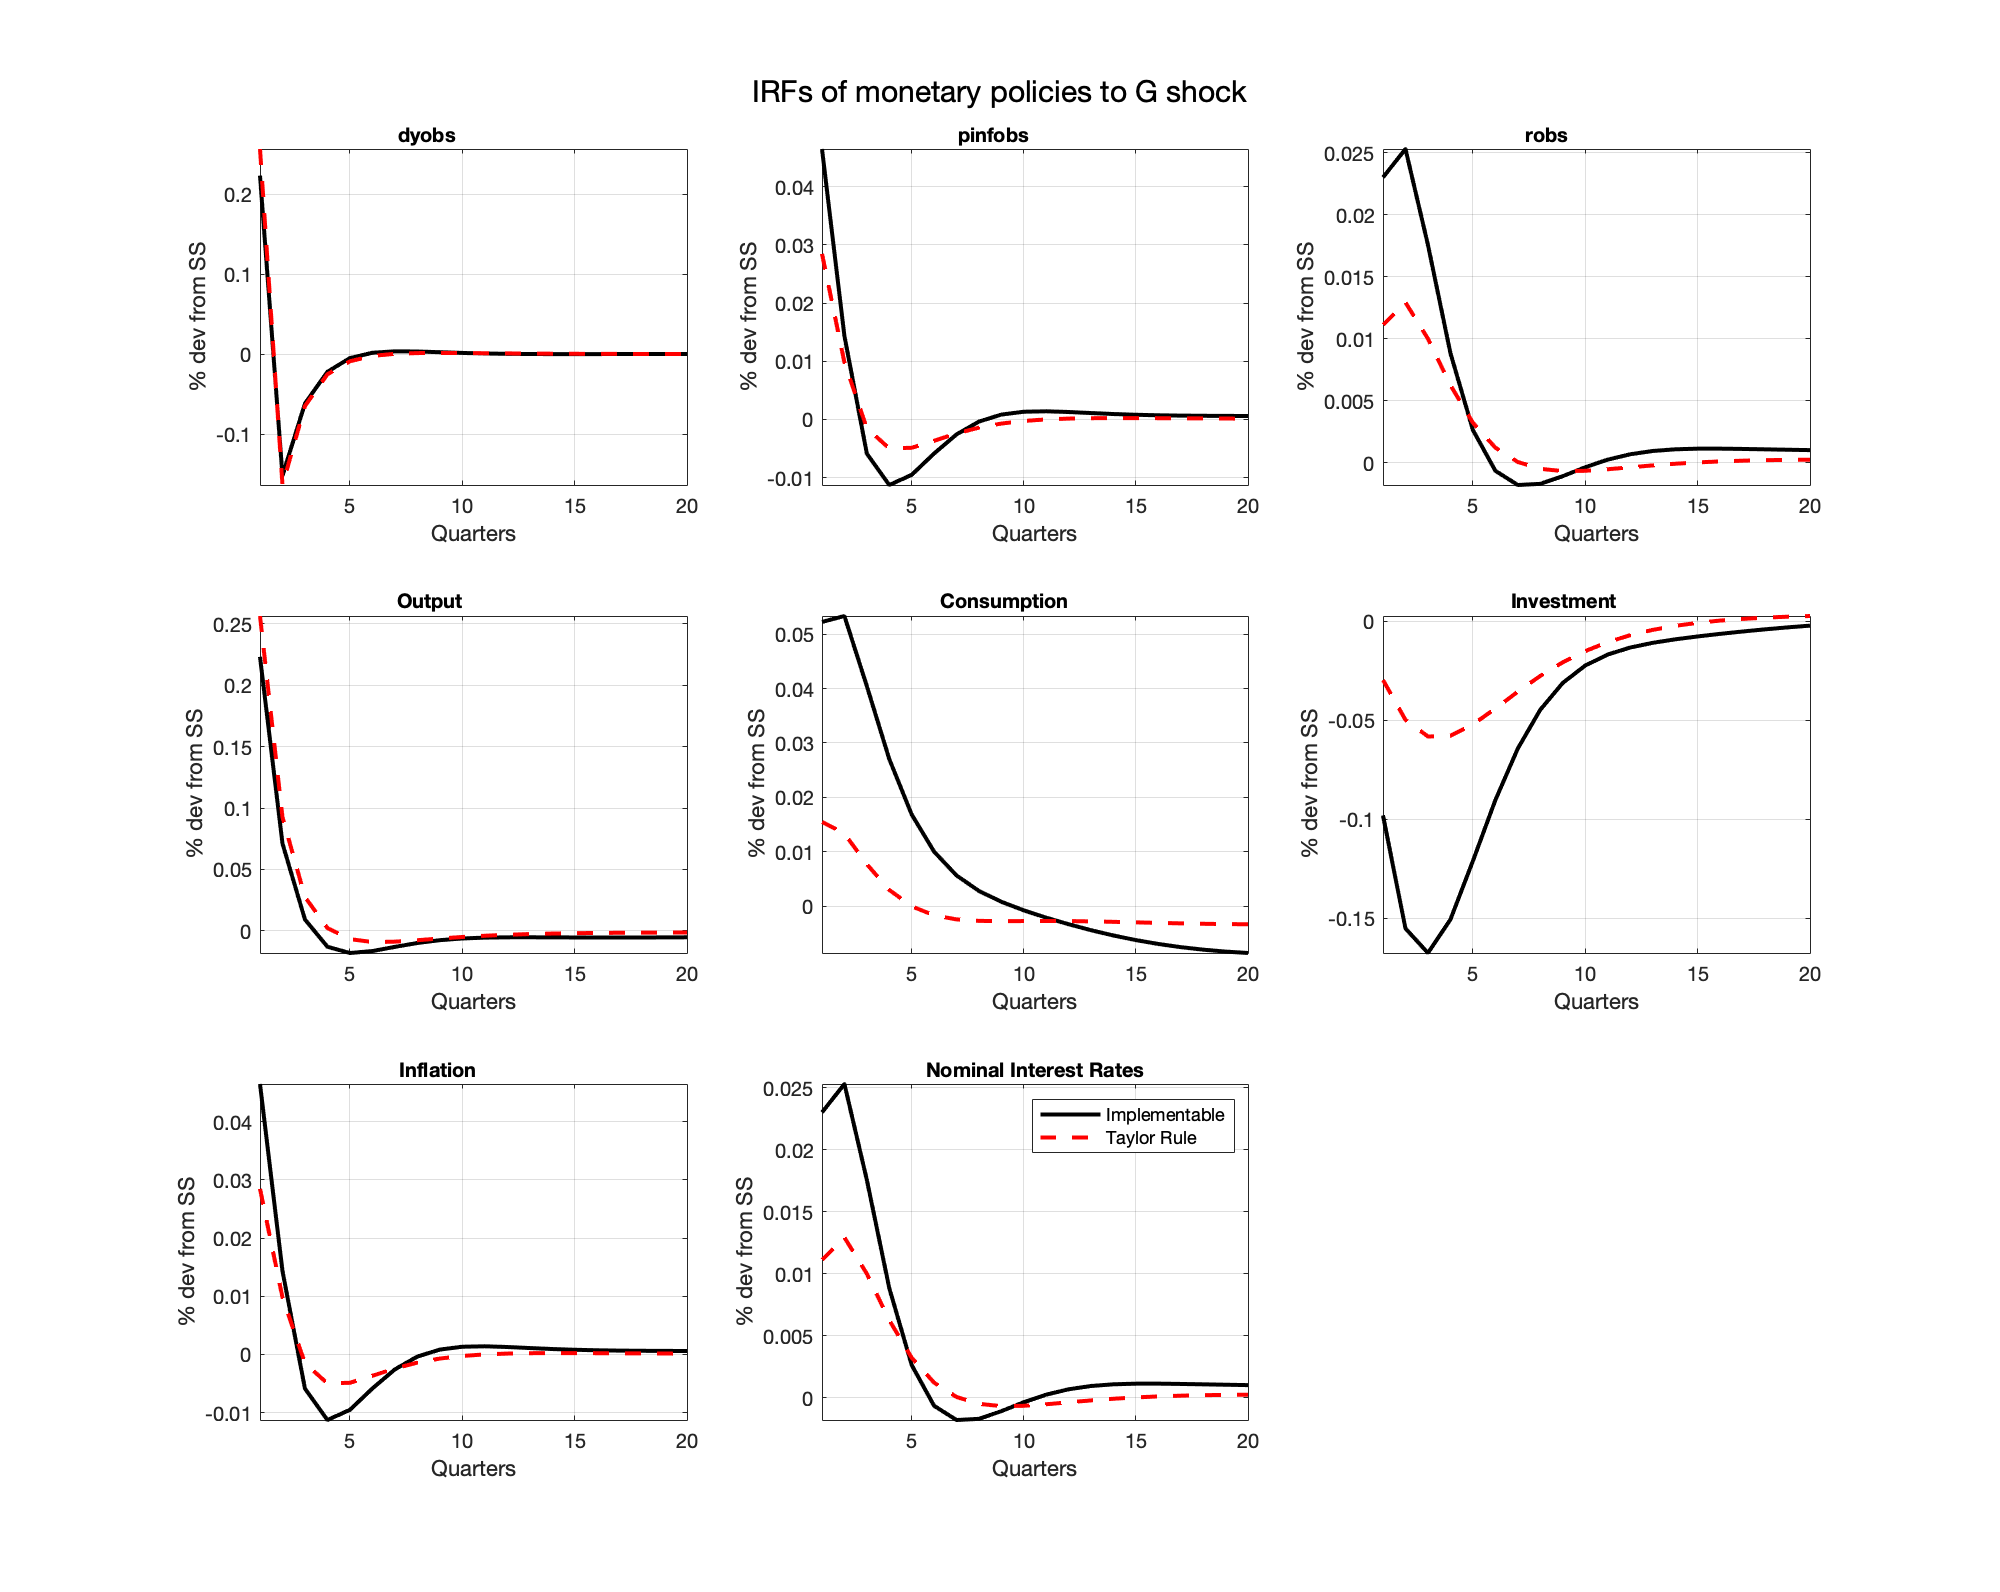 IRFs of monetary policies to G shock
dyobs
% dev from SS
0.2
0.1
0
-0.1
5
10
15
20
Quarters
pinfobs
% dev from SS
0.04
0.03
0.02
0.01
0
-0.01
5
10
15
20
Quarters
robs
% dev from SS
0.025
0.02
0.015
0.01
0.005
0
5
10
15
20
Quarters
Output
% dev from SS
0.25
0.2
0.15
0.1
0.05
0
5
10
15
20
Quarters
Consumption
% dev from SS
0.05
0.04
0.03
0.02
0.01
0
5
10
15
20
Quarters
Investment
% dev from SS
0
-0.05
-0.1
-0.15
5
10
15
20
Quarters
Inflation
% dev from SS
0.04
0.03
0.02
0.01
0
-0.01
5
10
15
20
Quarters
Nominal Interest Rates
% dev from SS
0.025
0.02
0.015
0.01
0.005
0
Implementable
Taylor Rule
5
10
15
20
Quarters